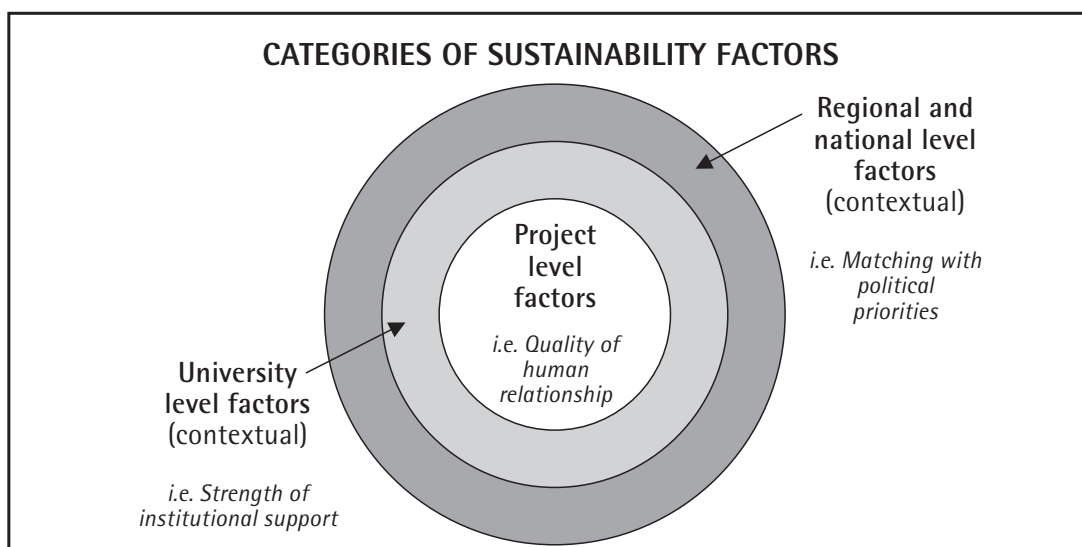 CATEGORIES OF SUSTAINABILITY FACTORS
Regional and
national level
factors
(contextual)
i.e. Matching with
political
priorities
Project
level
factors
i.e. Quality of
human
relationship
University
level factors
(contextual)
i.e. Strength of
institutional support